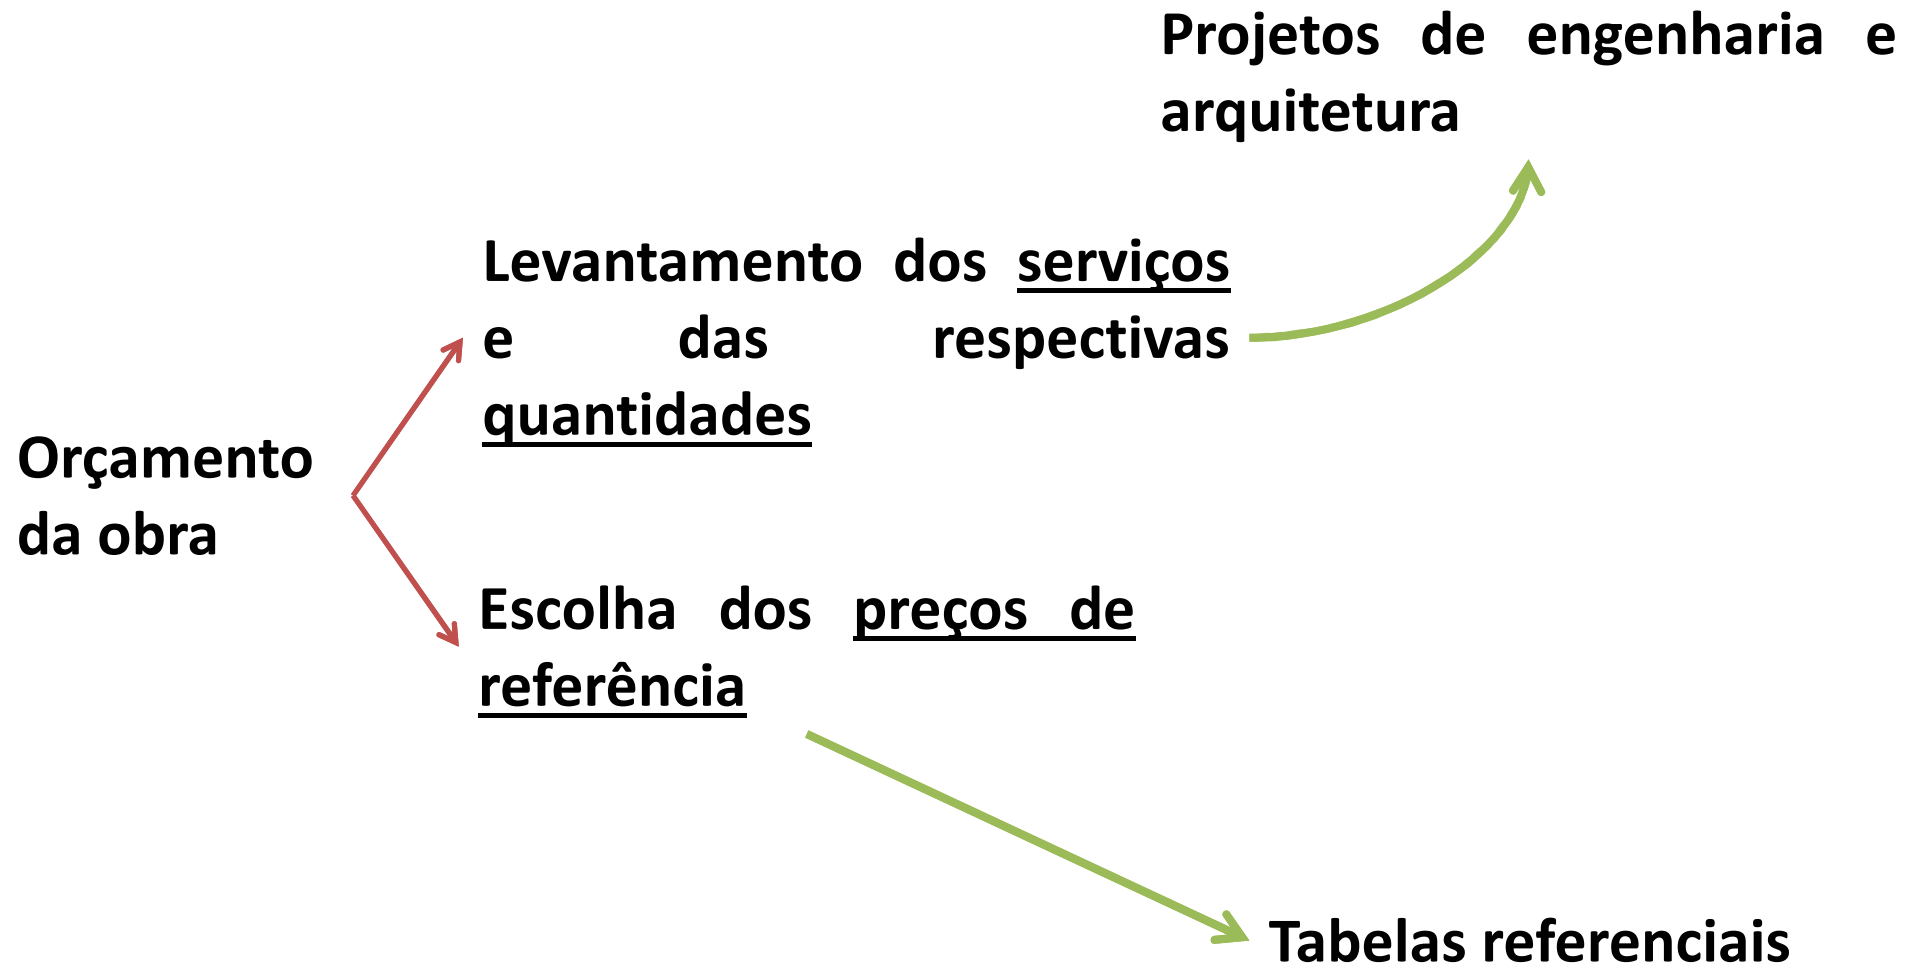 Projetos de engenharia e
arquitetura
Levantamento dos serviços
e das respectivas
quantidades
Orçamento
da obra
Escolha dos preços de
referência
Tabelas referenciais